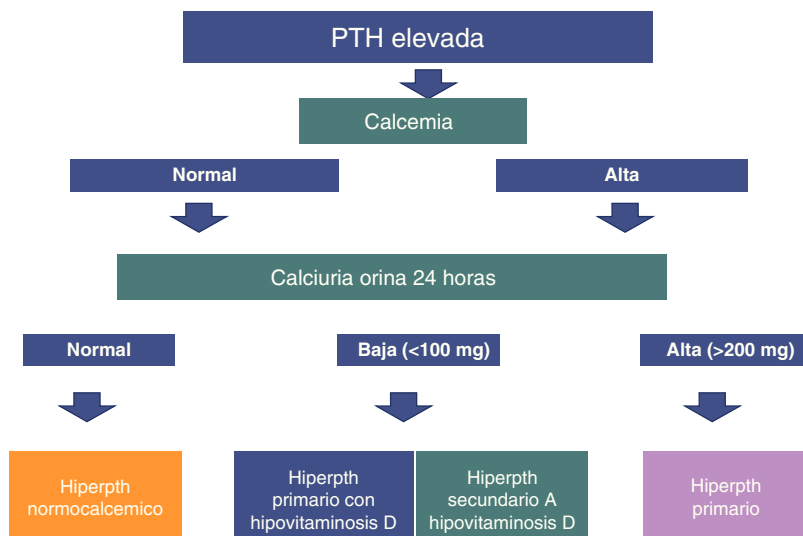 PTH elevada
Calcemia
Normal
Alta
Calciuria orina 24 horas
Normal
Baja (<100 mg)
Alta (>200 mg)
Hiperpth
normocalcemico
Hiperpth
primario con
hipovitaminosis D
Hiperpth
secundario A
hipovitaminosis D
Hiperpth
primario